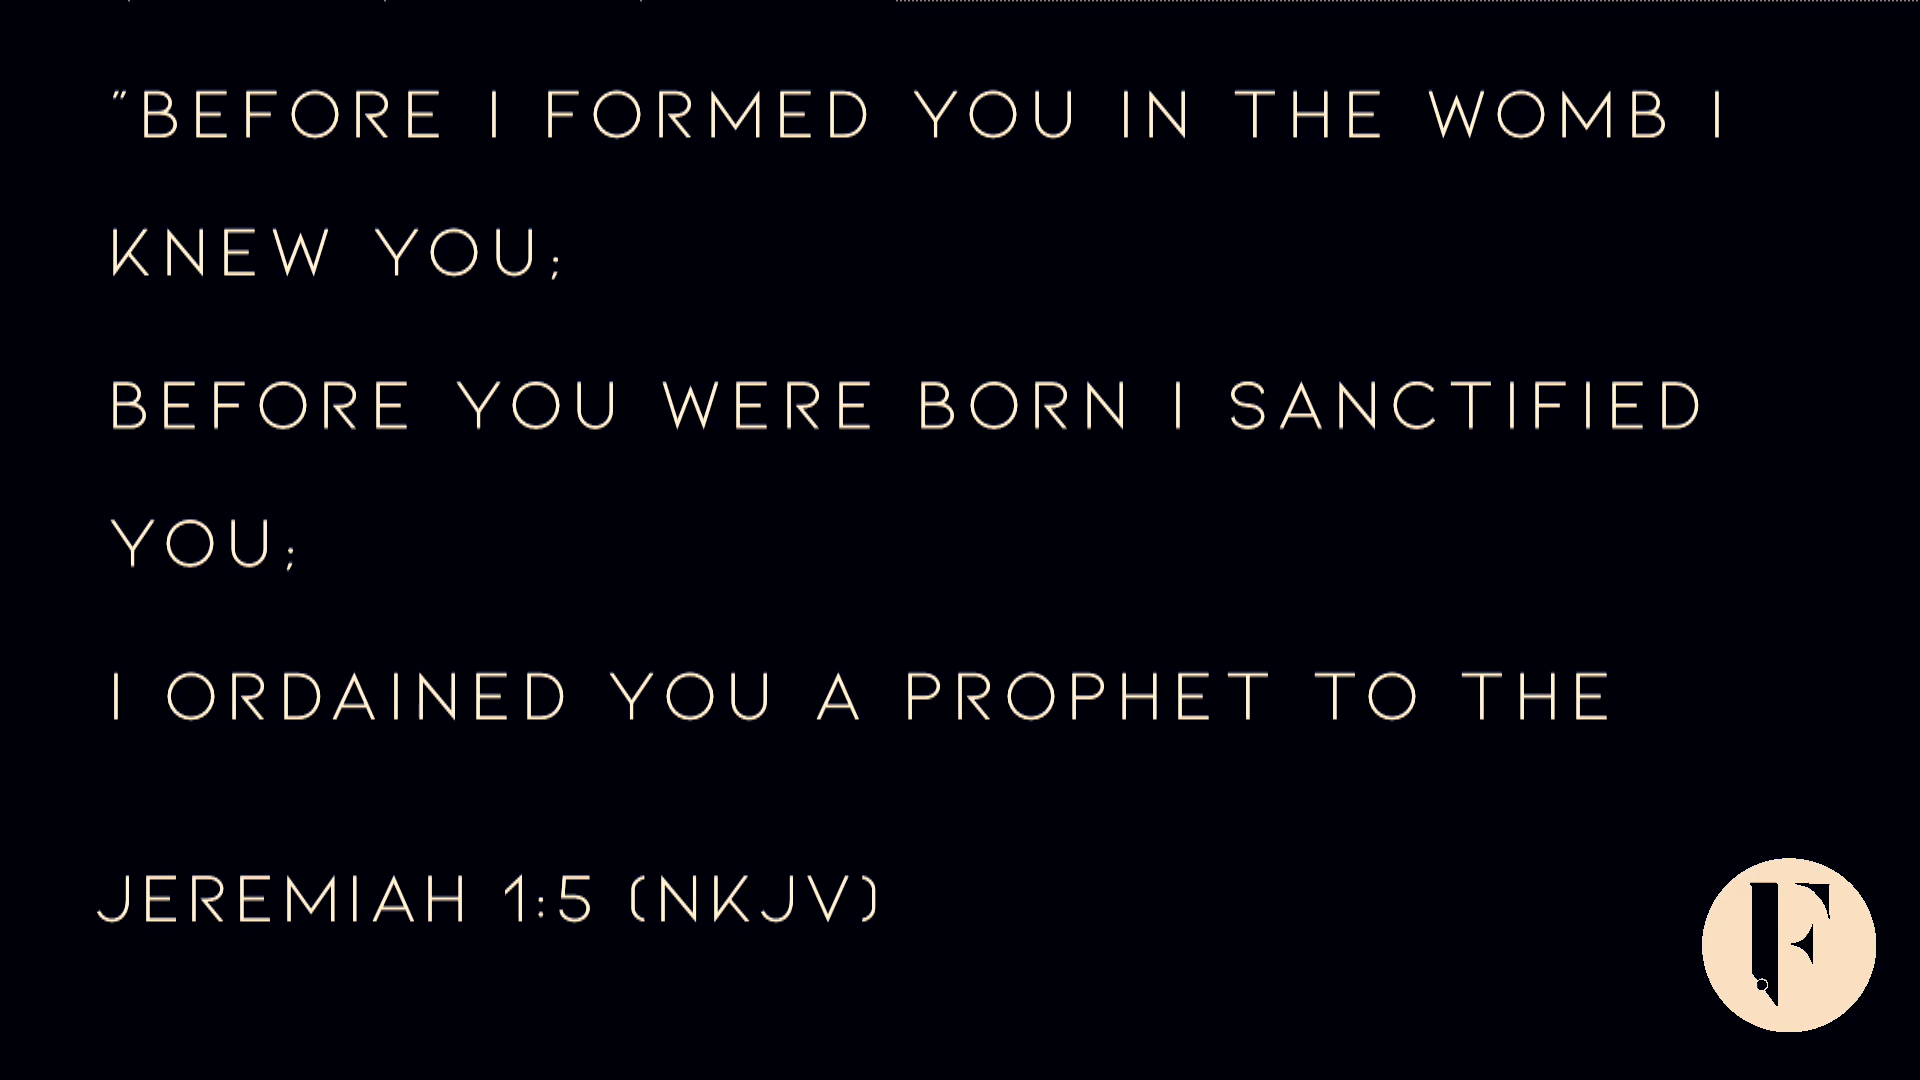 "BEFORE I FORMED YOU IN THE WOMB I
KNEW YOU;
BEFORE YOU WERE BORN I SANCTIFIED
YOU;
I ORDAINED YOU A PROPHET TO THE
JEREMIAH 1:5 (NKJV)
F